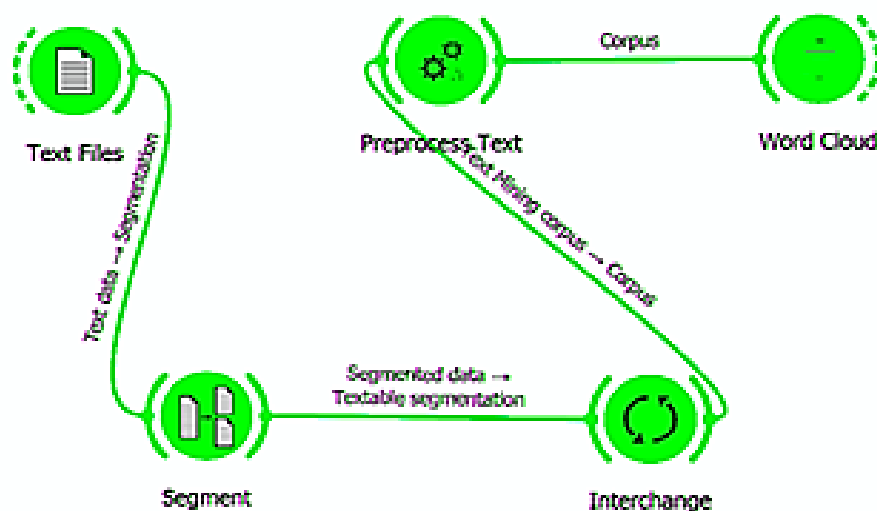 Text Files
Text data → Segmentation
Segment
Segmented data →
Textable segmentation
Interchange
Text Mining corpus → Corpus
Preprocess Text
Corpus
Word Cloud